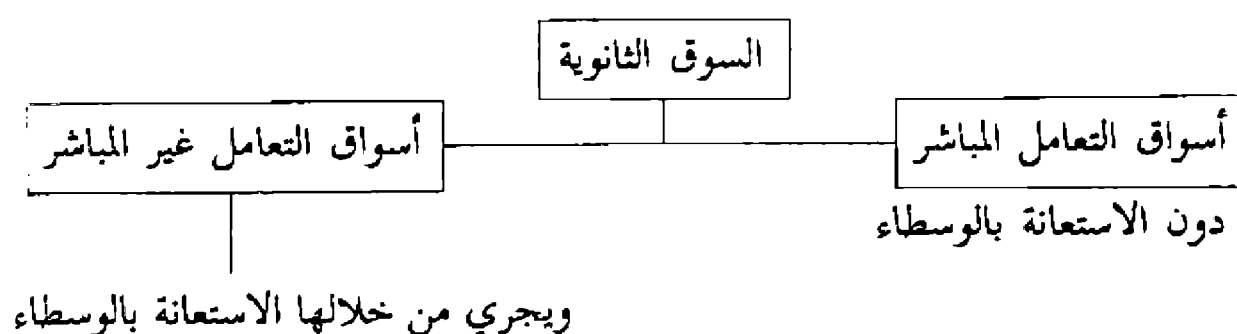 السوق الثانوية
أسواق التعامل المباشر
أسواق التعامل غير المباشر
دون الاستعانة بالوسطاء
ويجري من خلالها الاستعانة بالوسطاء